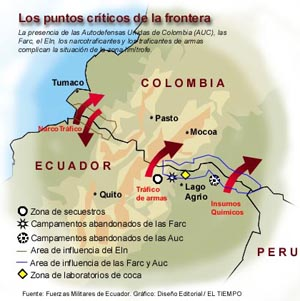 Los puntos críticos de la frontera
La presencia de las Autodefensas Unidas de Colombia (AUC), las
Farc, el Eln, los narcotraficantes y los traficantes de armas
complican la situación de la zona limítrofe.
COLOMBIA
Tumaco
NarcoTráfico
Pasto
Mocoa
ECUADOR
Quito
Tráfico
de armas
Lago
Agrio
Insumos
Químicos
PERU
Zona de secuestros
Campamentos abandonados de las Farc
Campamentos abandonados de las Auc
Area de influencia del Eln
Area de influencia de las Farc y Auc
Zona de laboratorios de coca
Fuente: Fuerzas Militares de Ecuador. Gráfico: Diseño Editorial/ EL TIEMPO